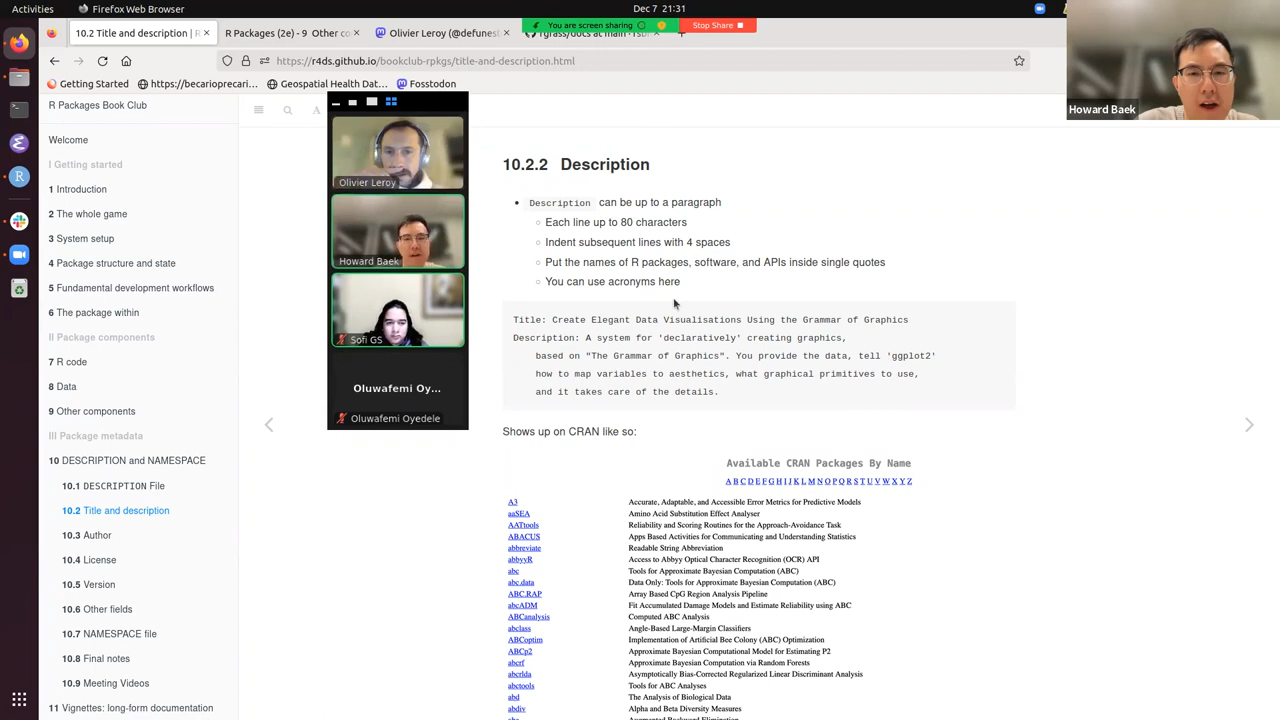 Activities
Firefox Web Browser
Dec 7 21:31
You are screen sharing
Stop Share
10.2 Title and description | R
R Packages (2e) - 9 Other co
Olivier Leroy (@defunest
rgrass/docs at main · rsb
https://r4ds.github.io/bookclub-rpkgs/title-and-description.html
Getting Started
https://becarioprecari...
Geospatial Health Dat...
Fosstodon
Howard Baek
R Packages Book Club
Welcome
I Getting started
1 Introduction
2 The whole game
3 System setup
4 Package structure and state
5 Fundamental development workflows
6 The package within
II Package components
7 R code
8 Data
9 Other components
III Package metadata
10 DESCRIPTION and NAMESPACE
10.1 DESCRIPTION File
10.2 Title and description
10.3 Author
10.4 License
10.5 Version
10.6 Other fields
10.7 NAMESPACE file
10.8 Final notes
10.9 Meeting Videos
11 Vignettes: long-form documentation
A
Olivier Leroy
Howard Baek
Sofi GS
Oluwafemi Oy...
Oluwafemi Oyedele
10.2.2 Description
Description can be up to a paragraph
Each line up to 80 characters
Indent subsequent lines with 4 spaces
Put the names of R packages, software, and APIs inside single quotes
You can use acronyms here
Title: Create Elegant Data Visualisations Using the Grammar of Graphics
Description: A system for 'declaratively' creating graphics,
based on "The Grammar of Graphics". You provide the data, tell 'ggplot2'
how to map variables to aesthetics, what graphical primitives to use,
and it takes care of the details.
Shows up on CRAN like so:
Available CRAN Packages By Name
A B C D E F G H I J K L M N O P Q R S T U V W X Y Z
A3 Accurate, Adaptable, and Accessible Error Metrics for Predictive Models
aaSEA Amino Acid Substitution Effect Analyser
AATtools Reliability and Scoring Routines for the Approach-Avoidance Task
ABACUS Apps Based Activities for Communicating and Understanding Statistics
abbreviate Readable String Abbreviation
abbyyR Access to Abbyy Optical Character Recognition (OCR) API
abc Tools for Approximate Bayesian Computation (ABC)
abc.data Data Only: Tools for Approximate Bayesian Computation (ABC)
ABC.RAP Array Based CpG Region Analysis Pipeline
abcADM Fit Accumulated Damage Models and Estimate Reliability using ABC
ABCanalysis Computed ABC Analysis
abclass Angle-Based Large-Margin Classifiers
ABCoptim Implementation of Artificial Bee Colony (ABC) Optimization
ABCp2 Approximate Bayesian Computational Model for Estimating P2
abcrf Approximate Bayesian Computation via Random Forests
abcrlda Asymptotically Bias-Corrected Regularized Linear Discriminant Analysis
abctools Tools for ABC Analyses
abd The Analysis of Biological Data
abdiv Alpha and Beta Diversity Measures